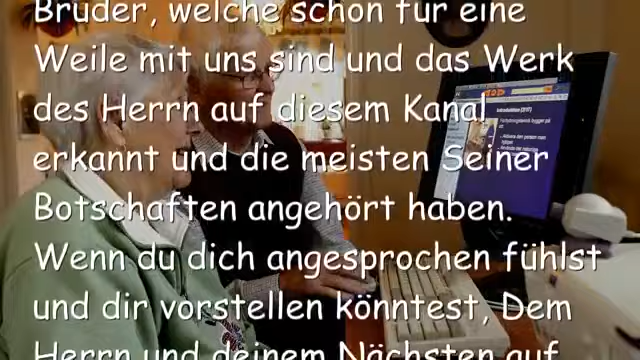 Brüder, welche schon für eine
Weile mit uns sind und das Werk
des Herrn auf diesem Kanal
erkannt und die meisten Seiner
Botschaften angehört haben.
Wenn du dich angesprochen fühlst
und dir vorstellen könntest, Dem
Herrn und deinem Nächsten auf